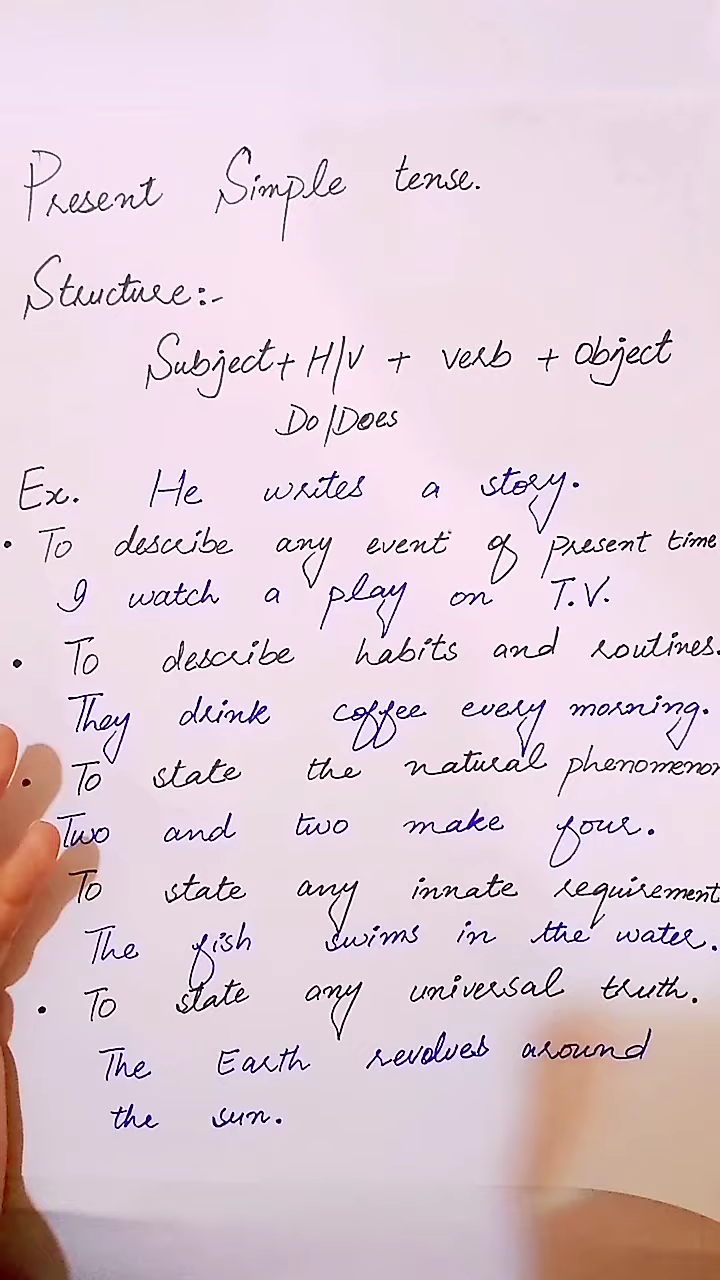 Present Simple tense.
Structure:-
Subject + H/V + verb + Object
Do/Does
Ex. He writes a story.
• To describe any event of present time
I watch a play on T.V.
• To describe habits and routines.
They drink coffee every morning.
• To state the natural phenomenon
Two and two make four.
To state any innate requirement
The fish swims in the water.
• To state any universal truth.
The Earth revolves around
the sun.